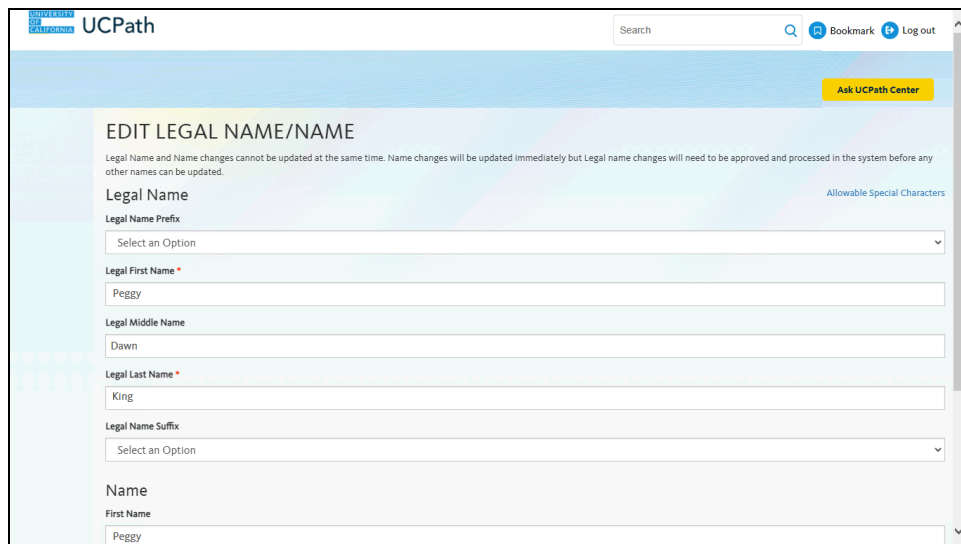 UNIVERSITY
OF
CALIFORNIA
UCPath
Search
Bookmark
Log out
Ask UCPath Center
EDIT LEGAL NAME/NAME
Legal Name and Name changes cannot be updated at the same time. Name changes will be updated immediately but Legal name changes will need to be approved and processed in the system before any
other names can be updated.
Legal Name
Allowable Special Characters
Legal Name Prefix
Select an Option
Legal First Name *
Peggy
Legal Middle Name
Dawn
Legal Last Name *
King
Legal Name Suffix
Select an Option
Name
First Name
Peggy